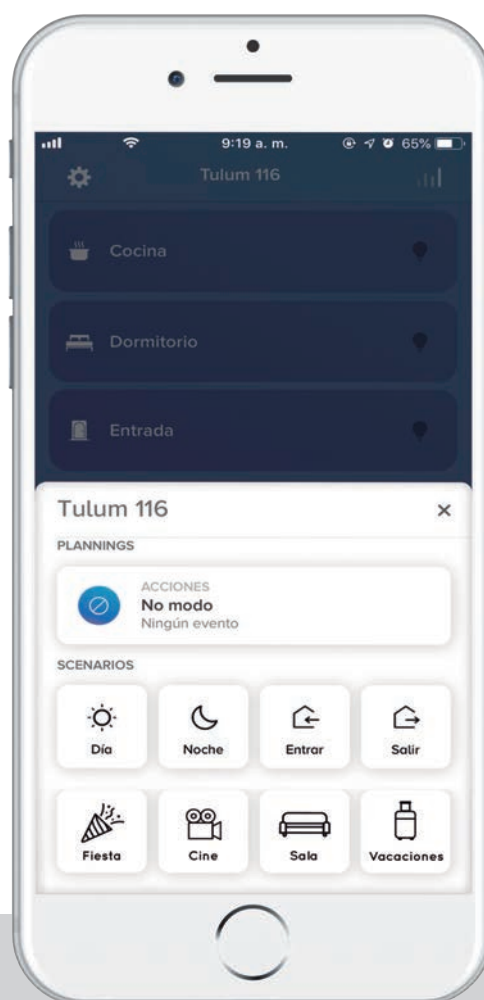 9:19 a. m. 65%
Tulum 116
Cocina
Dormitorio
Entrada
Tulum 116 ×
PLANNINGS
ACCIONES
No modo
Ningún evento
SCENARIOS
Día Noche Entrar Salir
Fiesta Cine Sala Vacaciones